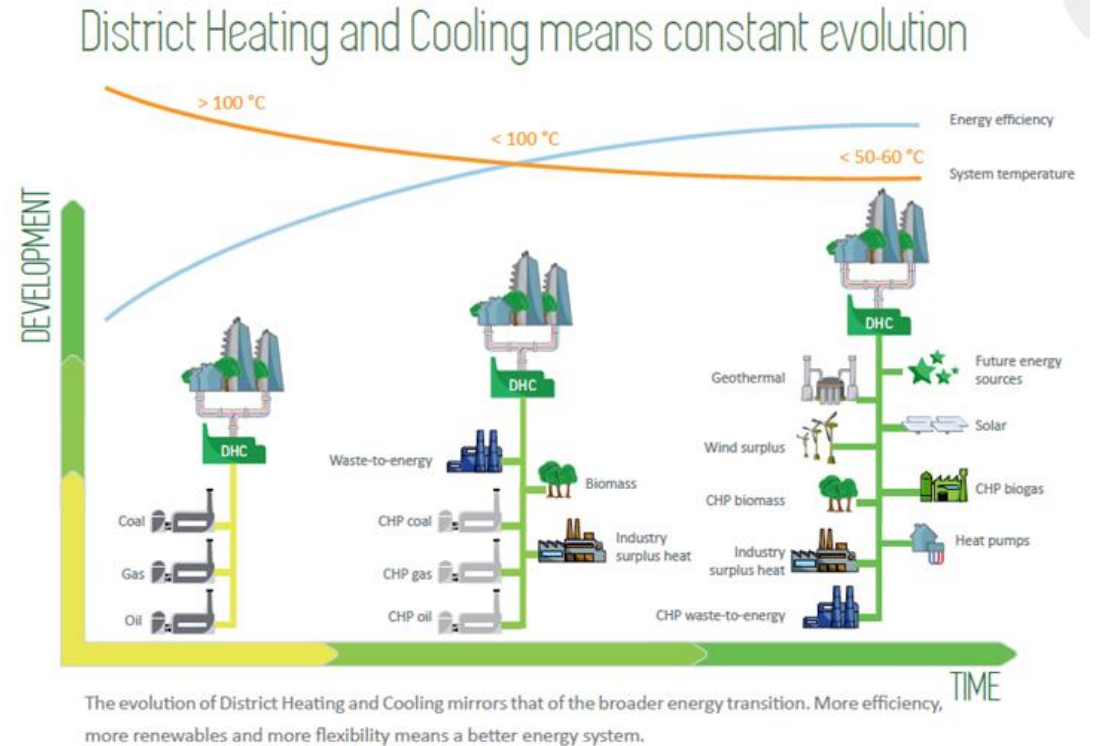 District Heating and Cooling means constant evolution
> 100 °C
< 100 °C
< 50-60 °C
Energy efficiency
System temperature
DEVELOPMENT
DHC
Coal
Gas
Oil
DHC
Waste-to-energy
Biomass
CHP coal
Industry
surplus heat
CHP gas
CHP oil
DHC
Geothermal
Future energy
sources
Wind surplus
Solar
CHP biomass
CHP biogas
Industry
surplus heat
Heat pumps
CHP waste-to-energy
TIME
The evolution of District Heating and Cooling mirrors that of the broader energy transition. More efficiency,
more renewables and more flexibility means a better energy system.